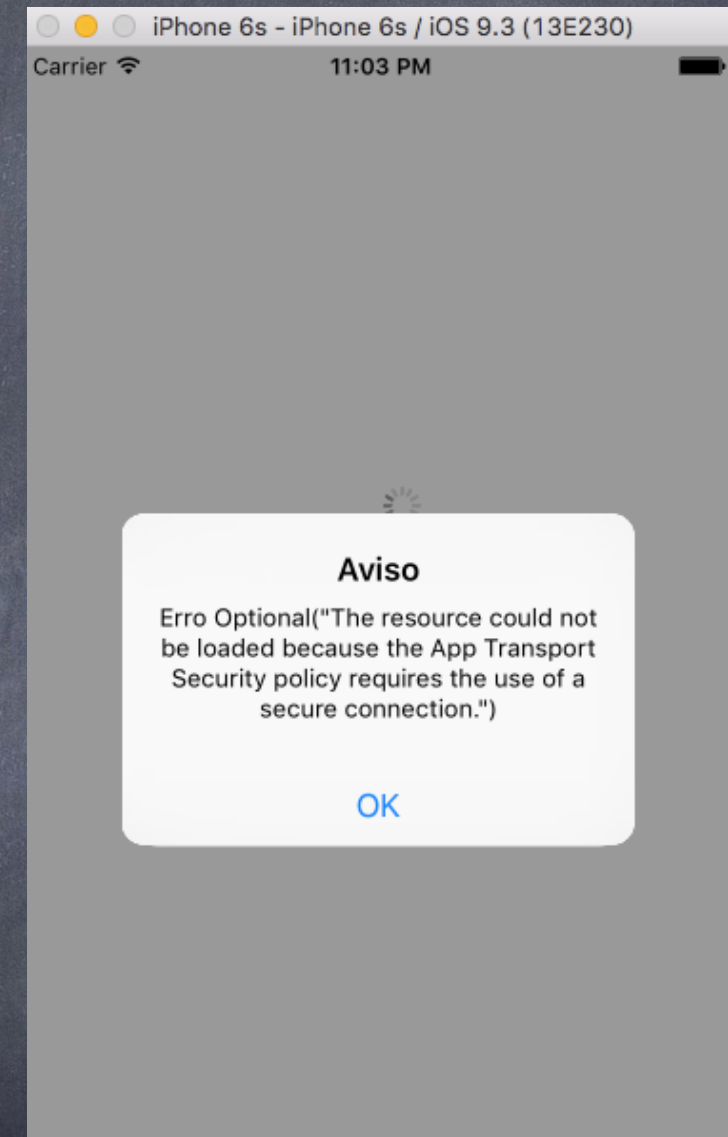 iPhone 6s - iPhone 6s / iOS 9.3 (13E230)
Carrier 11:03 PM
Aviso
Erro Optional("The resource could not
be loaded because the App Transport
Security policy requires the use of a
secure connection.")
OK